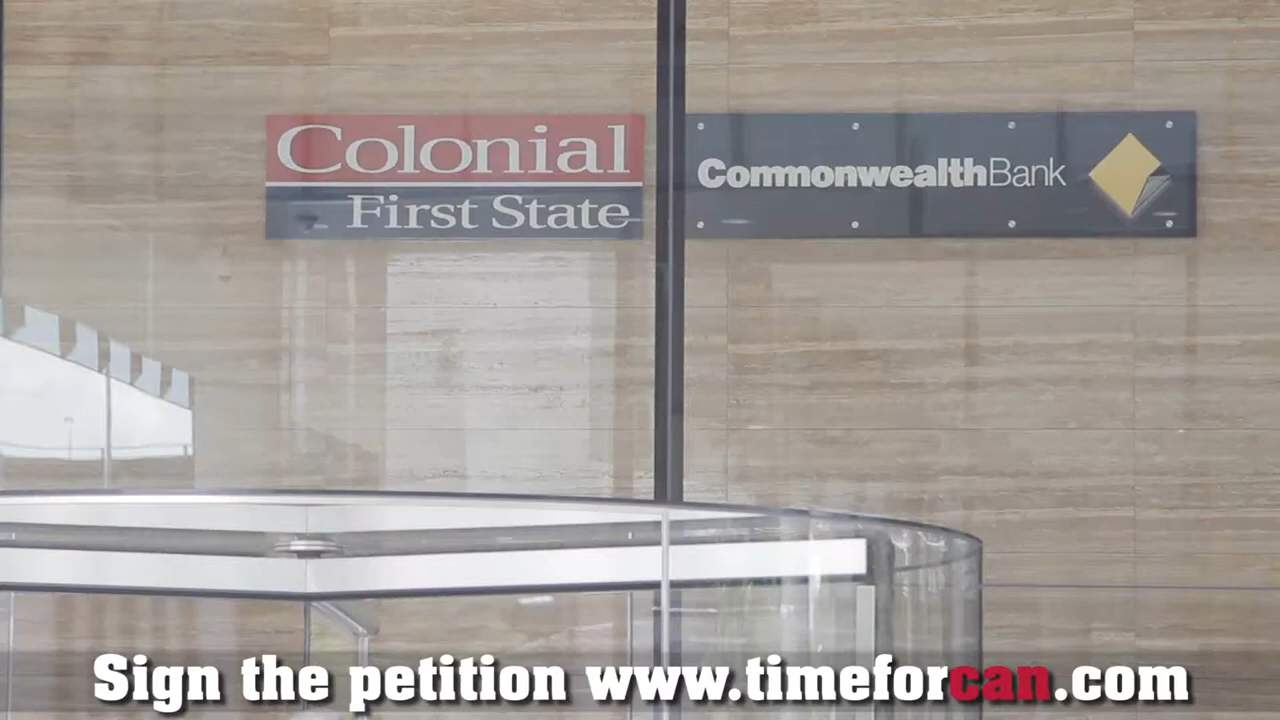 Colonial
First State
CommonwealthBank
Sign the petition www.timeforcan.com